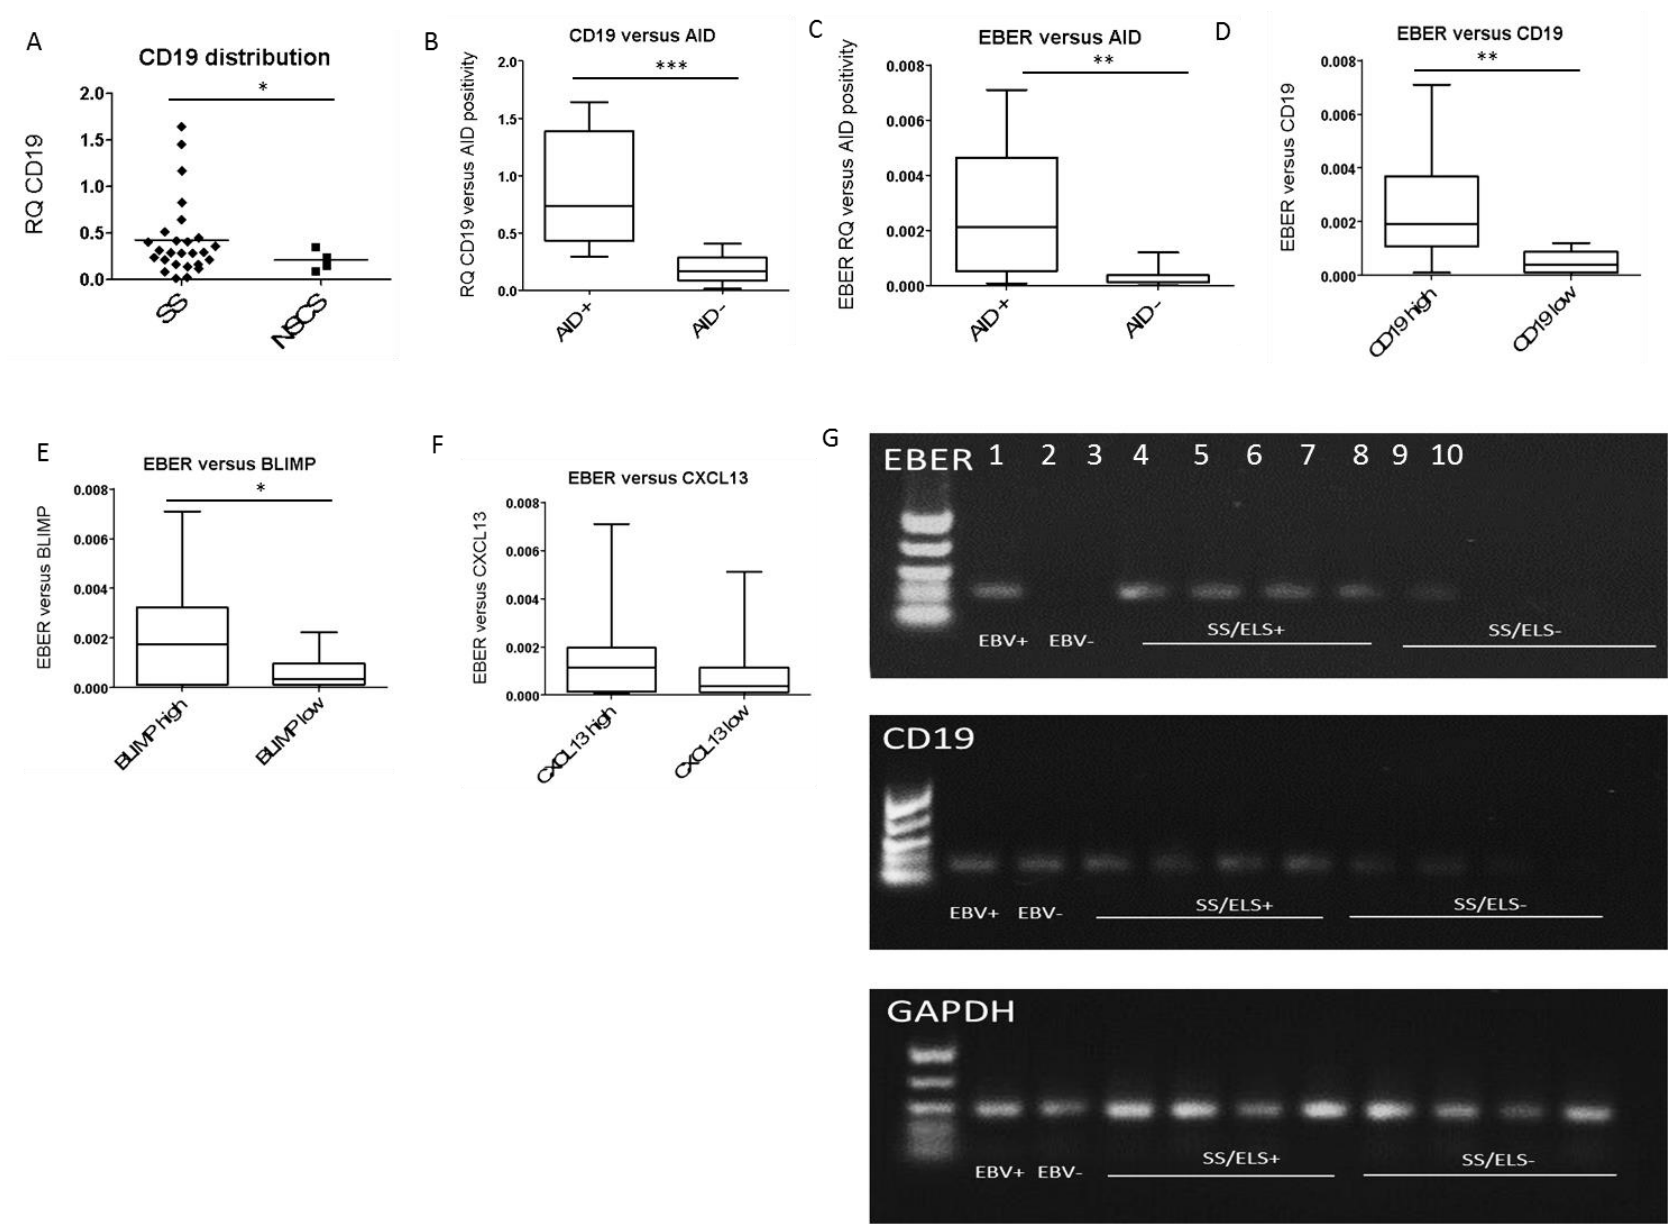 A
CD19 distribution
*
RQ CD19
2.0
1.5
1.0
0.5
0.0
SS
NSCS
B
CD19 versus AID
***
RQ CD19 versus AID positivity
2.0
1.5
1.0
0.5
0.0
AID+
AID-
C
EBER versus AID
**
EBER RQ versus AID positivity
0.008
0.006
0.004
0.002
0.000
AID+
AID-
D
EBER versus CD19
**
EBER versus CD19
0.008
0.006
0.004
0.002
0.000
CD19 high
CD19 low
E
EBER versus BLIMP
*
EBER versus BLIMP
0.008
0.006
0.004
0.002
0.000
BLIMP high
BLIMP low
F
EBER versus CXCL13
EBER versus CXCL13
0.008
0.006
0.004
0.002
0.000
CXCL13 high
CXCL13 low
G
EBER 1 2 3 4 5 6 7 8 9 10
EBV+ EBV- SS/ELS+ SS/ELS-
CD19
EBV+ EBV- SS/ELS+ SS/ELS-
GAPDH
EBV+ EBV- SS/ELS+ SS/ELS-